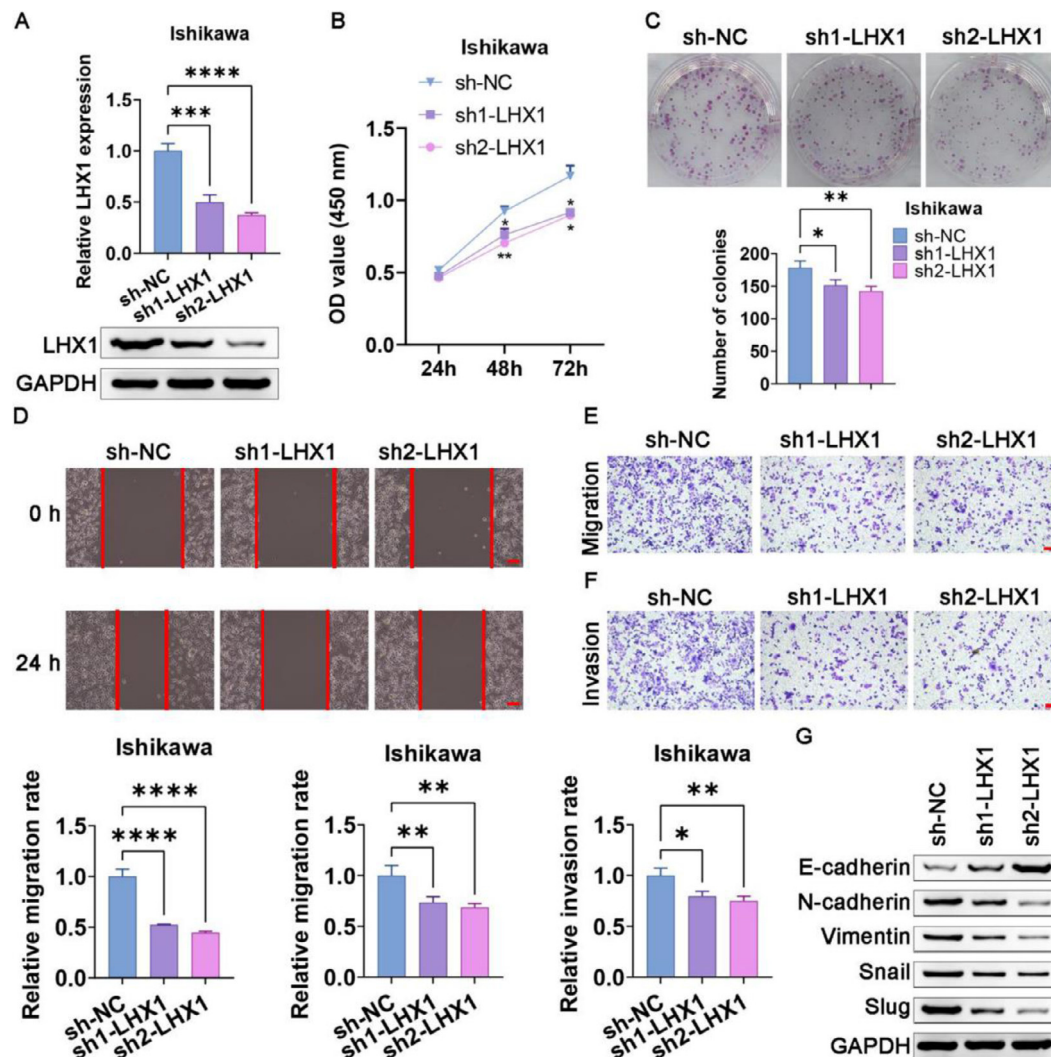 A
Ishikawa
****
***
Relative LHX1 expression
1.5
1.0
0.5
0.0
sh-NC
sh1-LHX1
sh2-LHX1
LHX1
GAPDH
B
Ishikawa
sh-NC
sh1-LHX1
sh2-LHX1
OD value (450 nm)
1.5
1.0
0.5
0.0
*
**
*
*
24h 48h 72h
C
sh-NC sh1-LHX1 sh2-LHX1
Ishikawa
sh-NC
sh1-LHX1
sh2-LHX1
**
*
Number of colonies
200
150
100
50
0
D
sh-NC sh1-LHX1 sh2-LHX1
0 h
24 h
Ishikawa
****
****
Relative migration rate
1.5
1.0
0.5
0.0
sh-NC
sh1-LHX1
sh2-LHX1
Ishikawa
**
**
Relative migration rate
1.5
1.0
0.5
0.0
sh-NC
sh1-LHX1
sh2-LHX1
E
sh-NC sh1-LHX1 sh2-LHX1
Migration
F
sh-NC sh1-LHX1 sh2-LHX1
Invasion
Ishikawa
**
*
Relative invasion rate
1.5
1.0
0.5
0.0
sh-NC
sh1-LHX1
sh2-LHX1
G
sh-NC
sh1-LHX1
sh2-LHX1
E-cadherin
N-cadherin
Vimentin
Snail
Slug
GAPDH